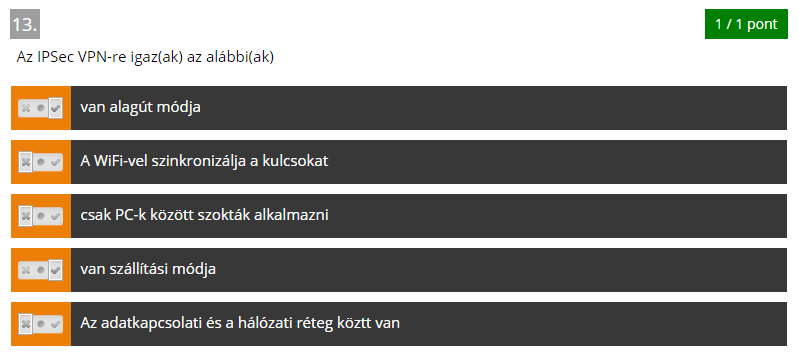 13.
1 / 1 pont
Az IPSec VPN-re igaz(ak) az alábbi(ak)
van alagút módja
A WiFi-vel szinkronizálja a kulcsokat
csak PC-k között szokták alkalmazni
van szállítási módja
Az adatkapcsolati és a hálózati réteg köztt van